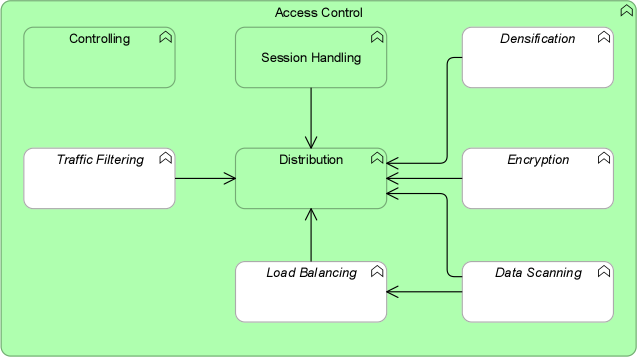 Access Control
Controlling
Session Handling
Densification
Traffic Filtering
Distribution
Encryption
Load Balancing
Data Scanning